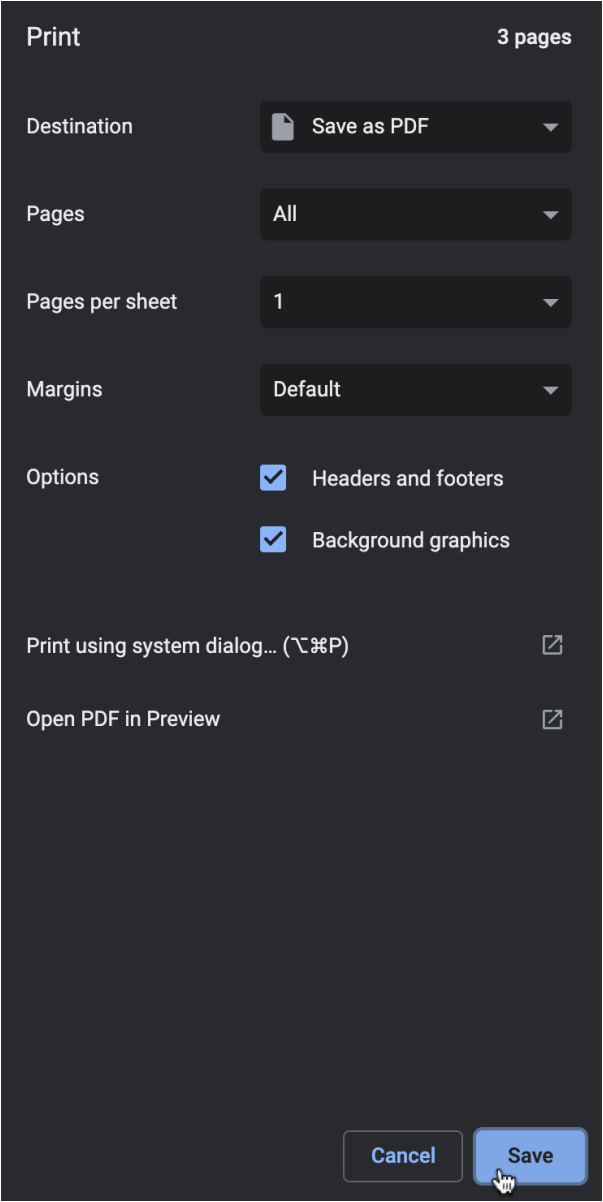 Print 3 pages
Destination Save as PDF
Pages All
Pages per sheet 1
Margins Default
Options Headers and footers
Background graphics
Print using system dialog... (⌥⌘P)
Open PDF in Preview
Cancel Save